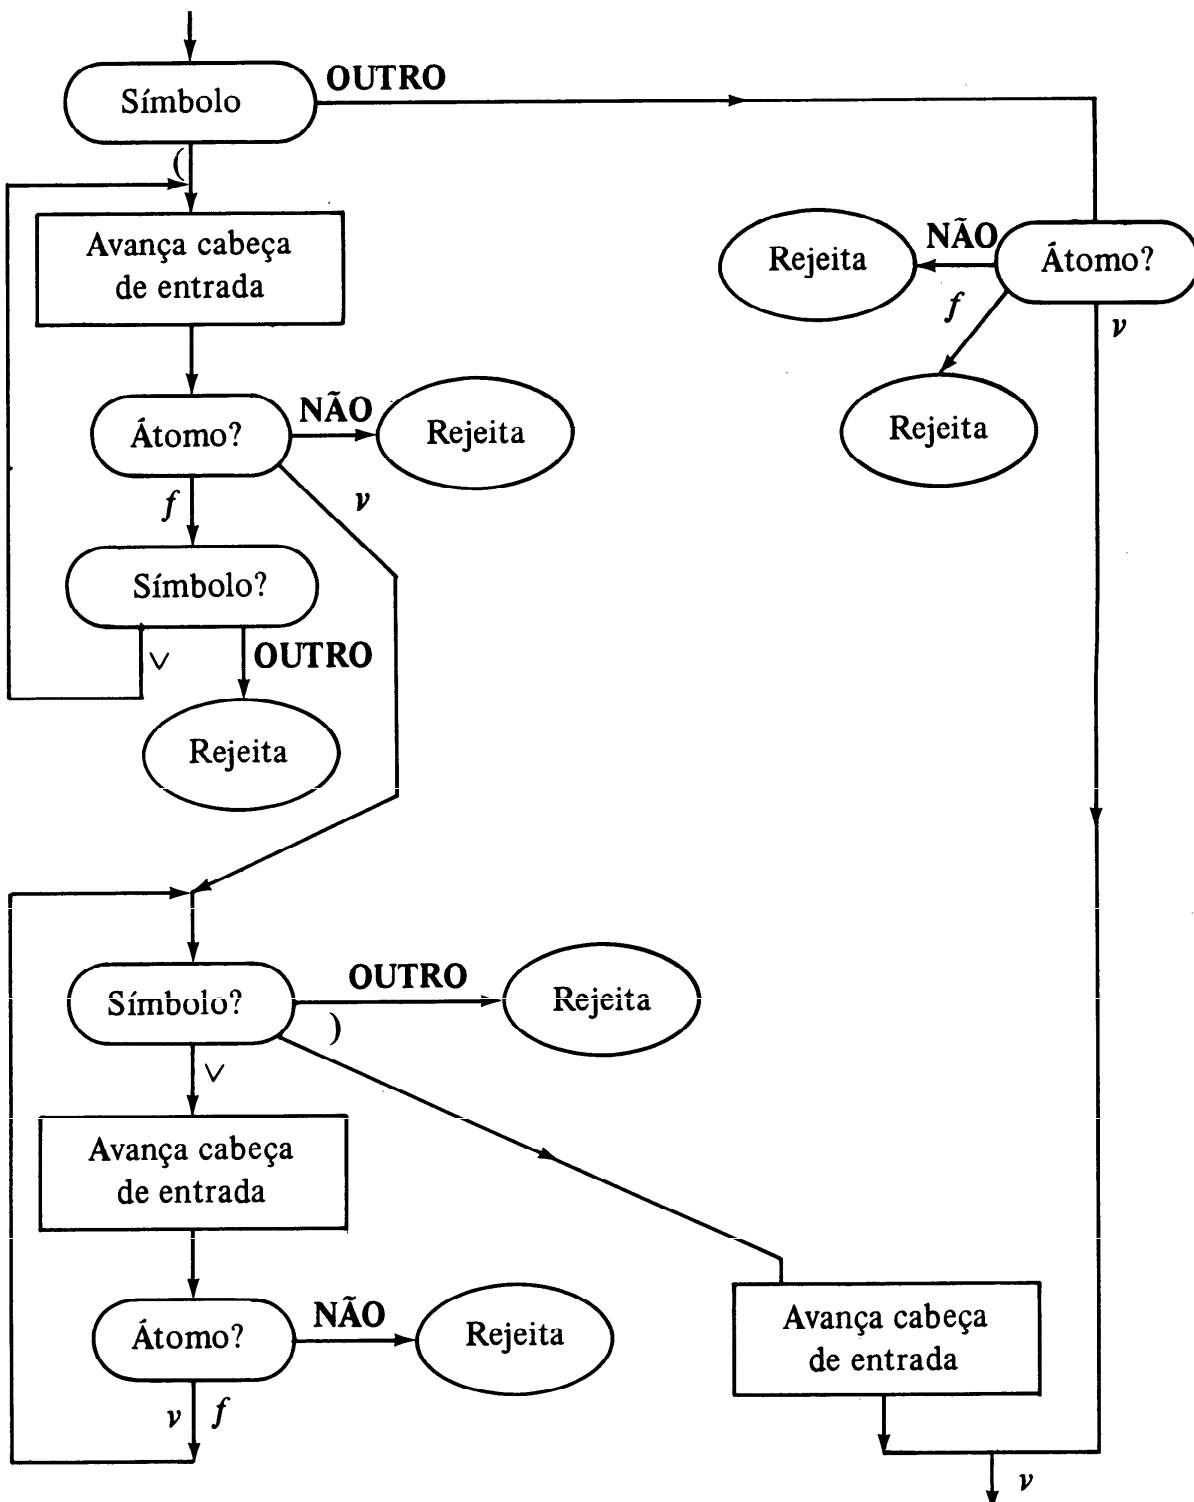 OUTRO
Símbolo
(
Avança cabeça
de entrada
NÃO
Rejeita
Átomo?
f
v
Rejeita
NÃO
Átomo?
Rejeita
f
v
Símbolo?
∨
OUTRO
Rejeita
OUTRO
Símbolo?
Rejeita
)
∨
Avança cabeça
de entrada
NÃO
Átomo?
Rejeita
v f
Avança cabeça
de entrada
v